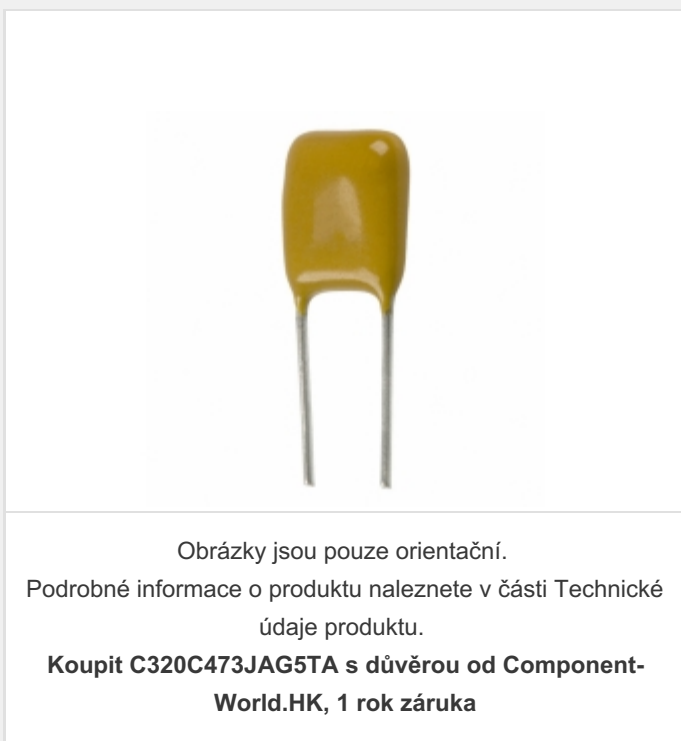 Obrázky jsou pouze orientační.
Podrobné informace o produktu naleznete v části Technické
údaje produktu.
Koupit C320C473JAG5TA s důvěrou od Component-
World.HK, 1 rok záruka